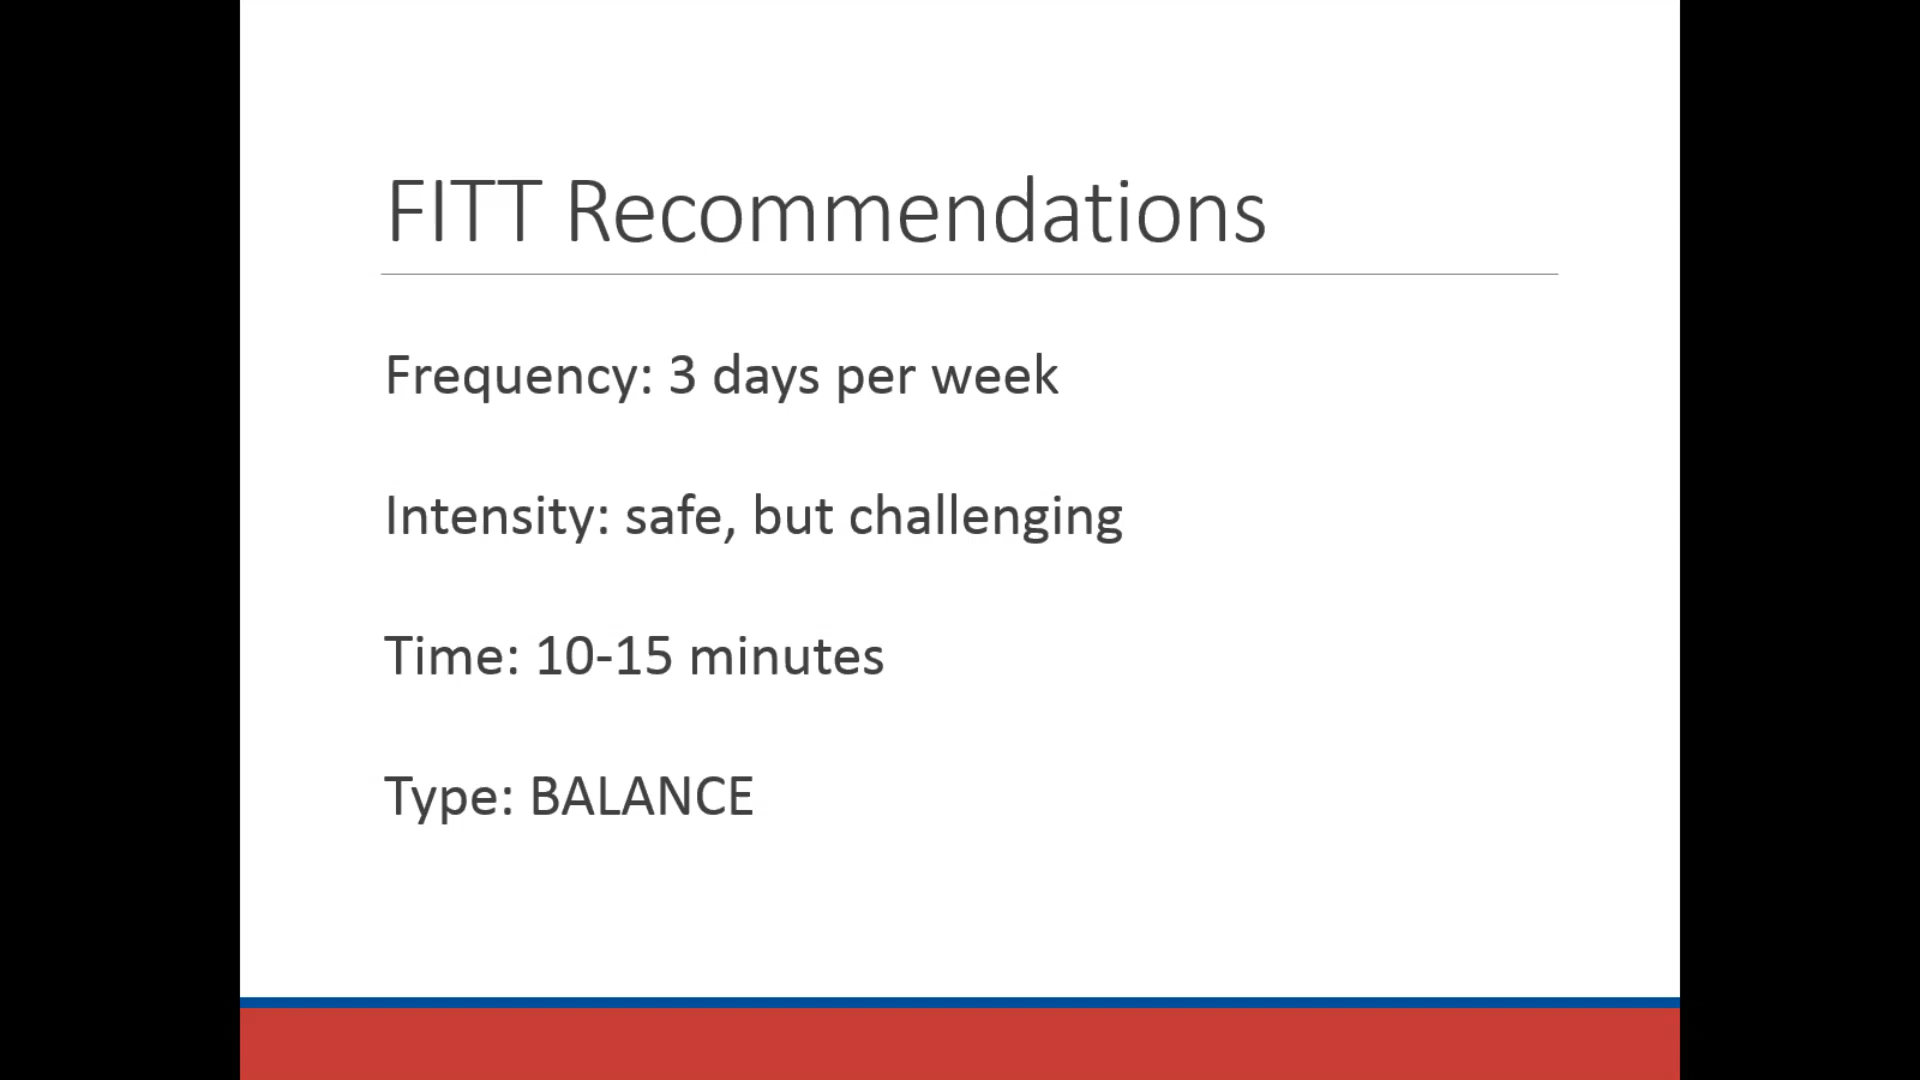 FITT Recommendations
Frequency: 3 days per week
Intensity: safe, but challenging
Time: 10-15 minutes
Type: BALANCE